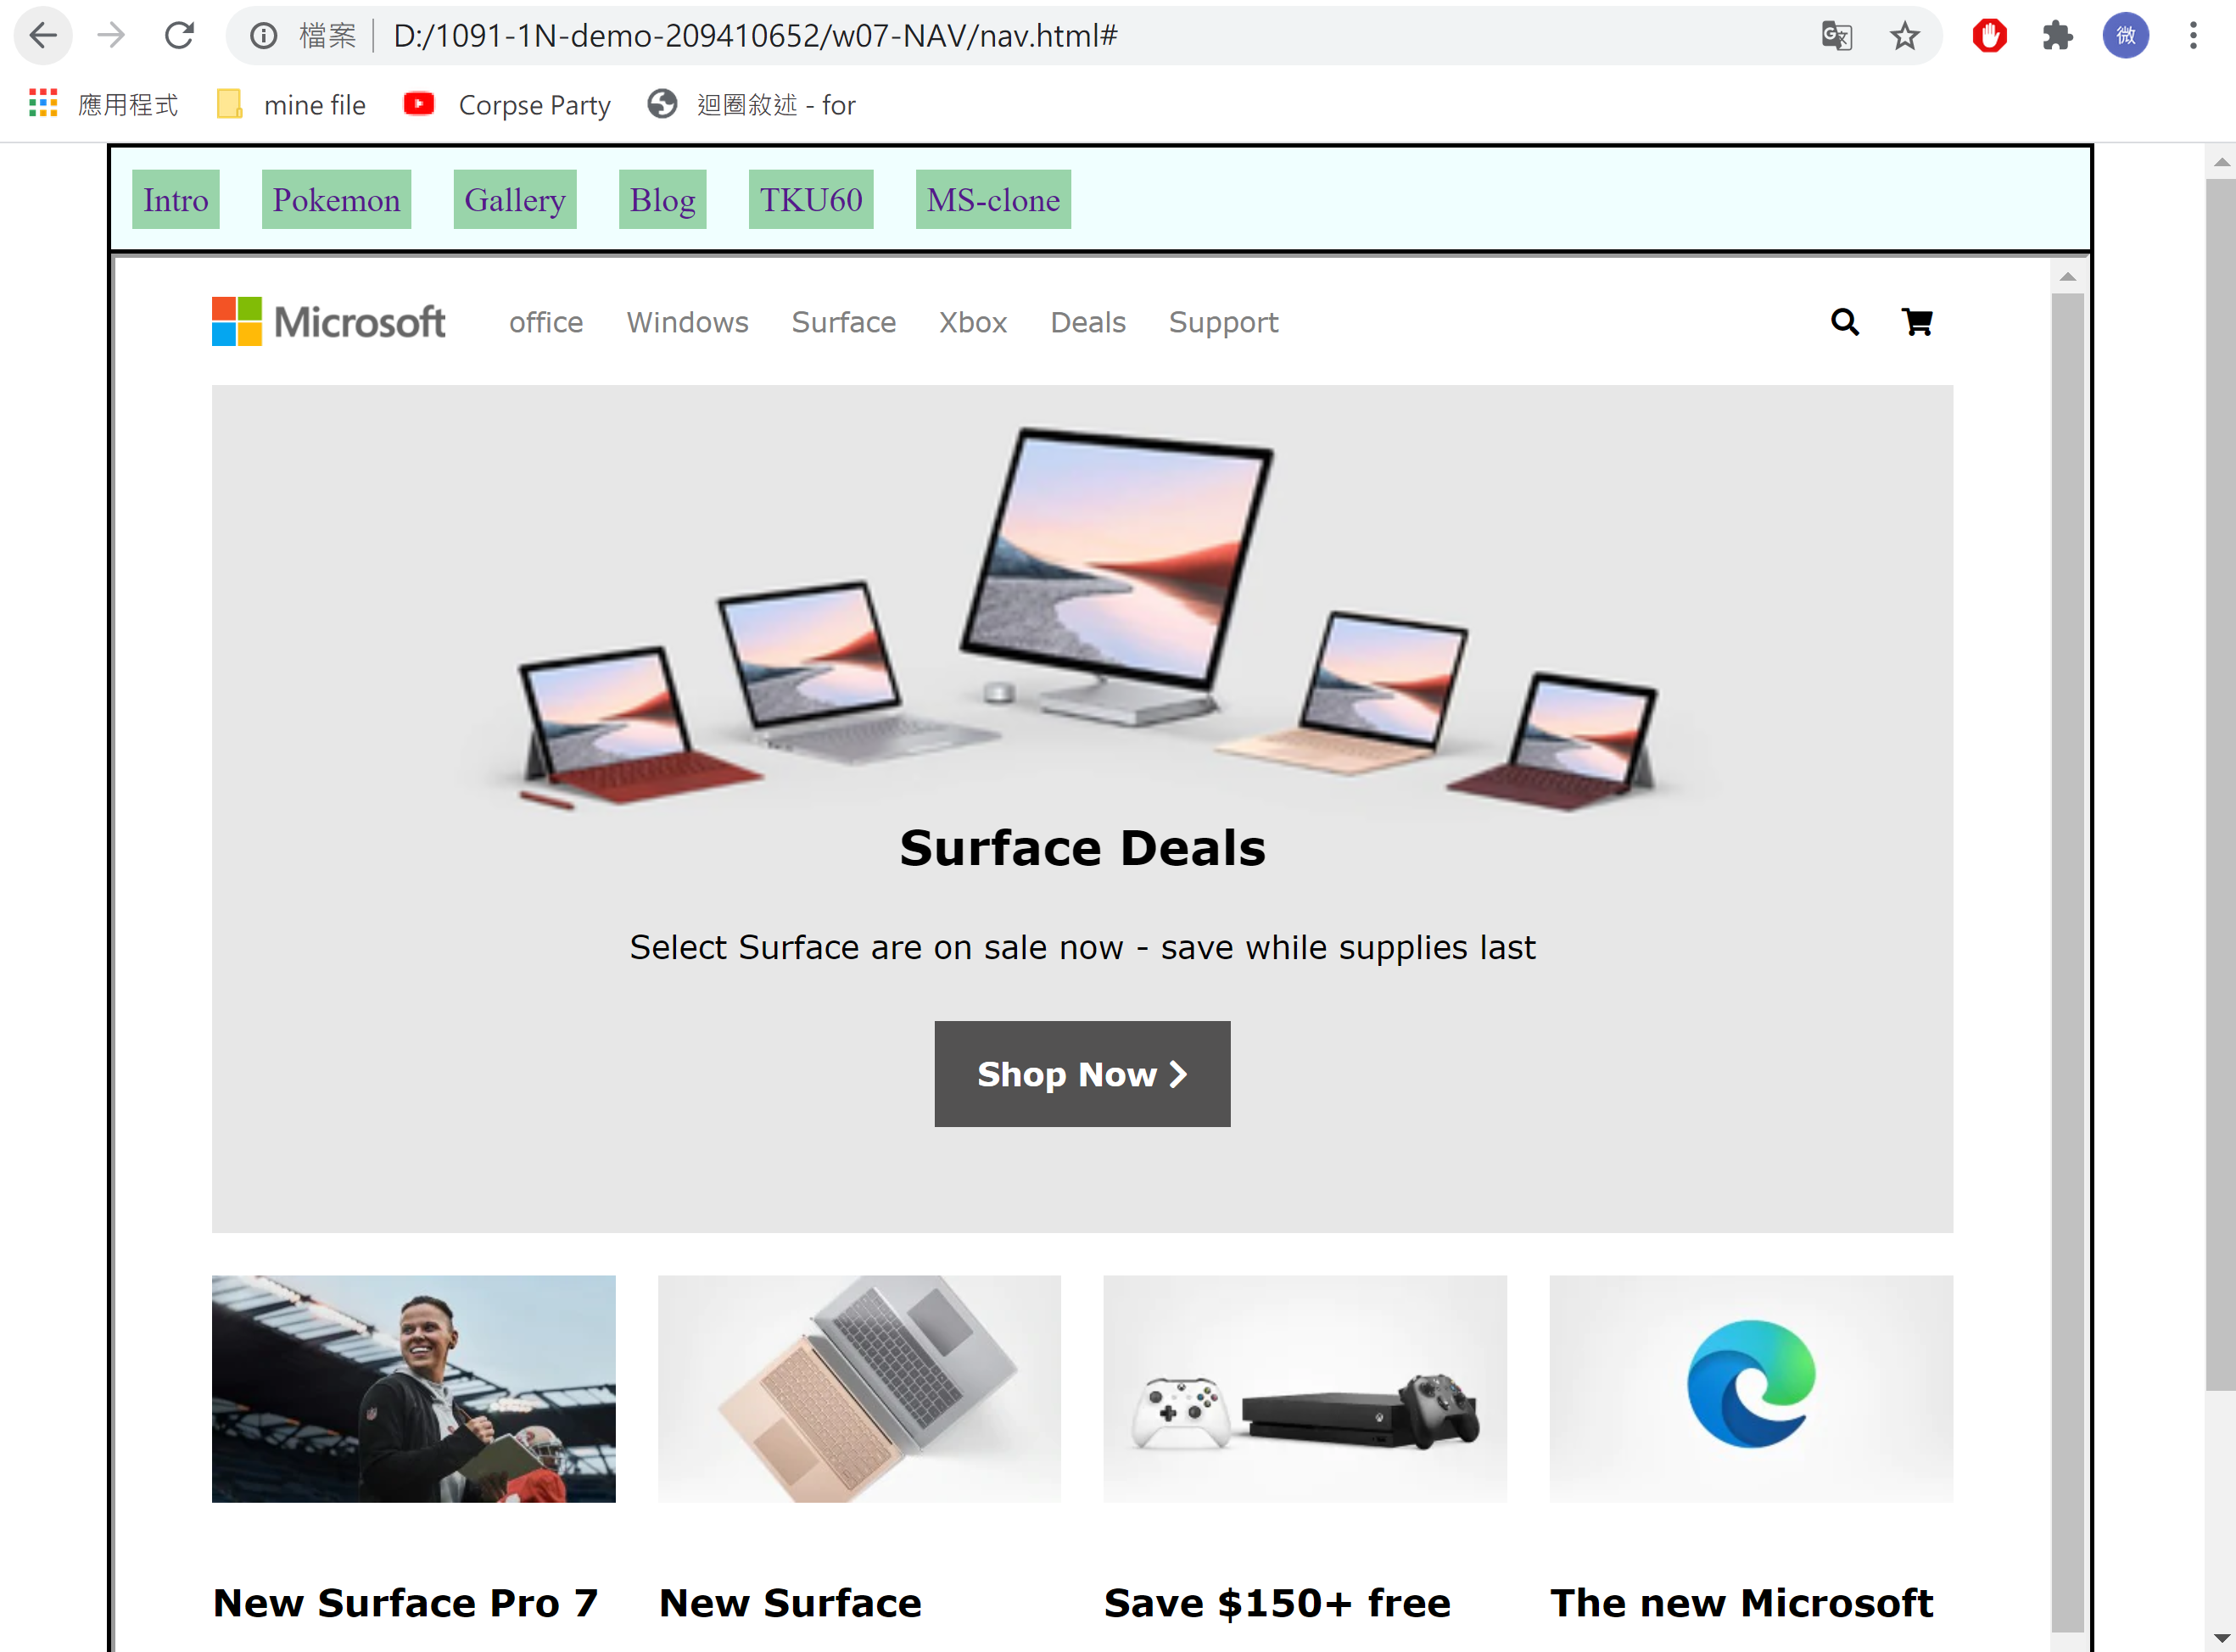 檔案 D:/1091-1N-demo-209410652/w07-NAV/nav.html# 微
應用程式 mine file Corpse Party 迴圈敘述 - for
Intro Pokemon Gallery Blog TKU60 MS-clone
Microsoft office Windows Surface Xbox Deals Support
Surface Deals
Select Surface are on sale now - save while supplies last
Shop Now
New Surface Pro 7 New Surface Save $150+ free The new Microsoft